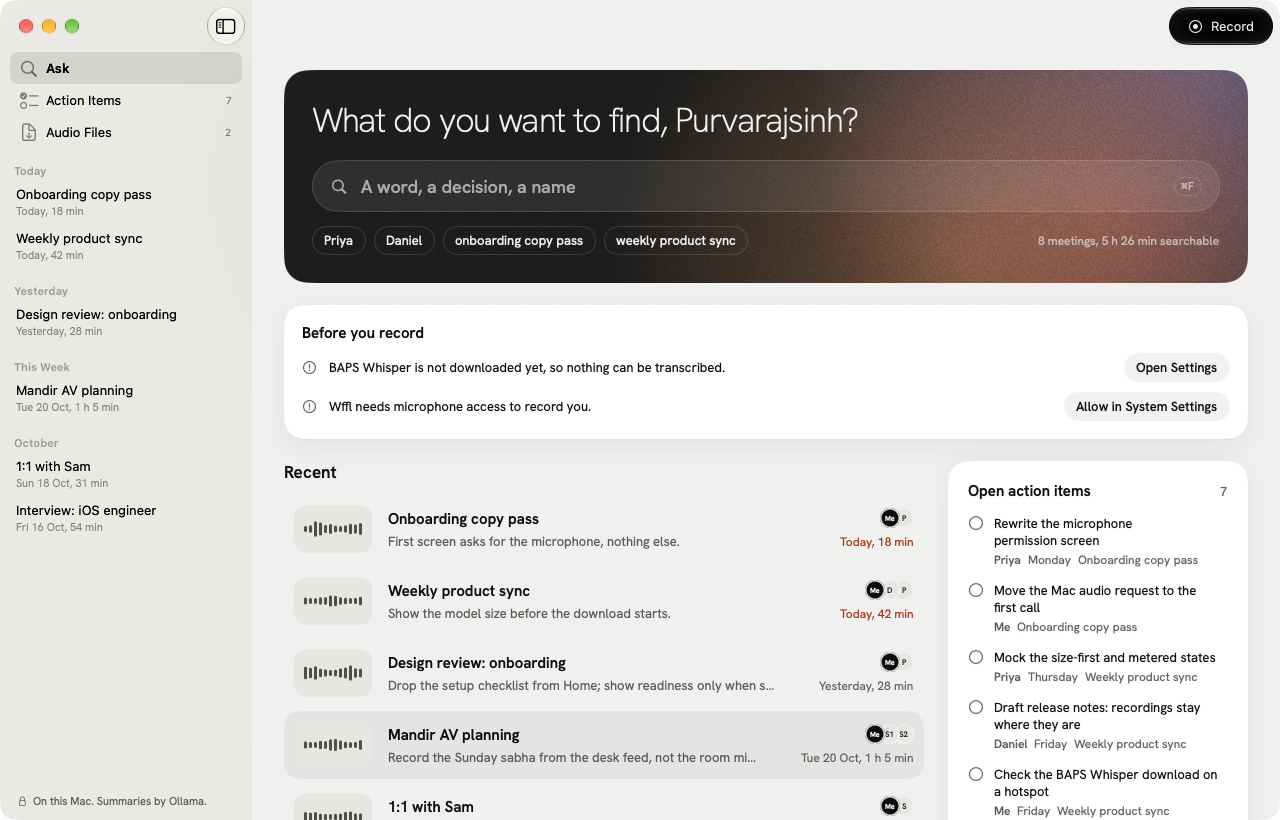 Record
Ask
Action Items 7
Audio Files 2
Today
Onboarding copy pass
Today, 18 min
Weekly product sync
Today, 42 min
Yesterday
Design review: onboarding
Yesterday, 28 min
This Week
Mandir AV planning
Tue 20 Oct, 1 h 5 min
October
1:1 with Sam
Sun 18 Oct, 31 min
Interview: iOS engineer
Fri 16 Oct, 54 min
On this Mac. Summaries by Ollama.
What do you want to find, Purvarajsinh?
A word, a decision, a name ⌘F
Priya Daniel onboarding copy pass weekly product sync 8 meetings, 5 h 26 min searchable
Before you record
BAPS Whisper is not downloaded yet, so nothing can be transcribed. Open Settings
Wffl needs microphone access to record you. Allow in System Settings
Recent
Onboarding copy pass Me P
First screen asks for the microphone, nothing else. Today, 18 min
Weekly product sync Me D P
Show the model size before the download starts. Today, 42 min
Design review: onboarding Me P
Drop the setup checklist from Home; show readiness only when s... Yesterday, 28 min
Mandir AV planning Me S1 S2
Record the Sunday sabha from the desk feed, not the room mi... Tue 20 Oct, 1 h 5 min
1:1 with Sam Me S
Open action items 7
Rewrite the microphone
permission screen
Priya Monday Onboarding copy pass
Move the Mac audio request to the
first call
Me Onboarding copy pass
Mock the size-first and metered states
Priya Thursday Weekly product sync
Draft release notes: recordings stay
where they are
Daniel Friday Weekly product sync
Check the BAPS Whisper download on
a hotspot
Me Friday Weekly product sync